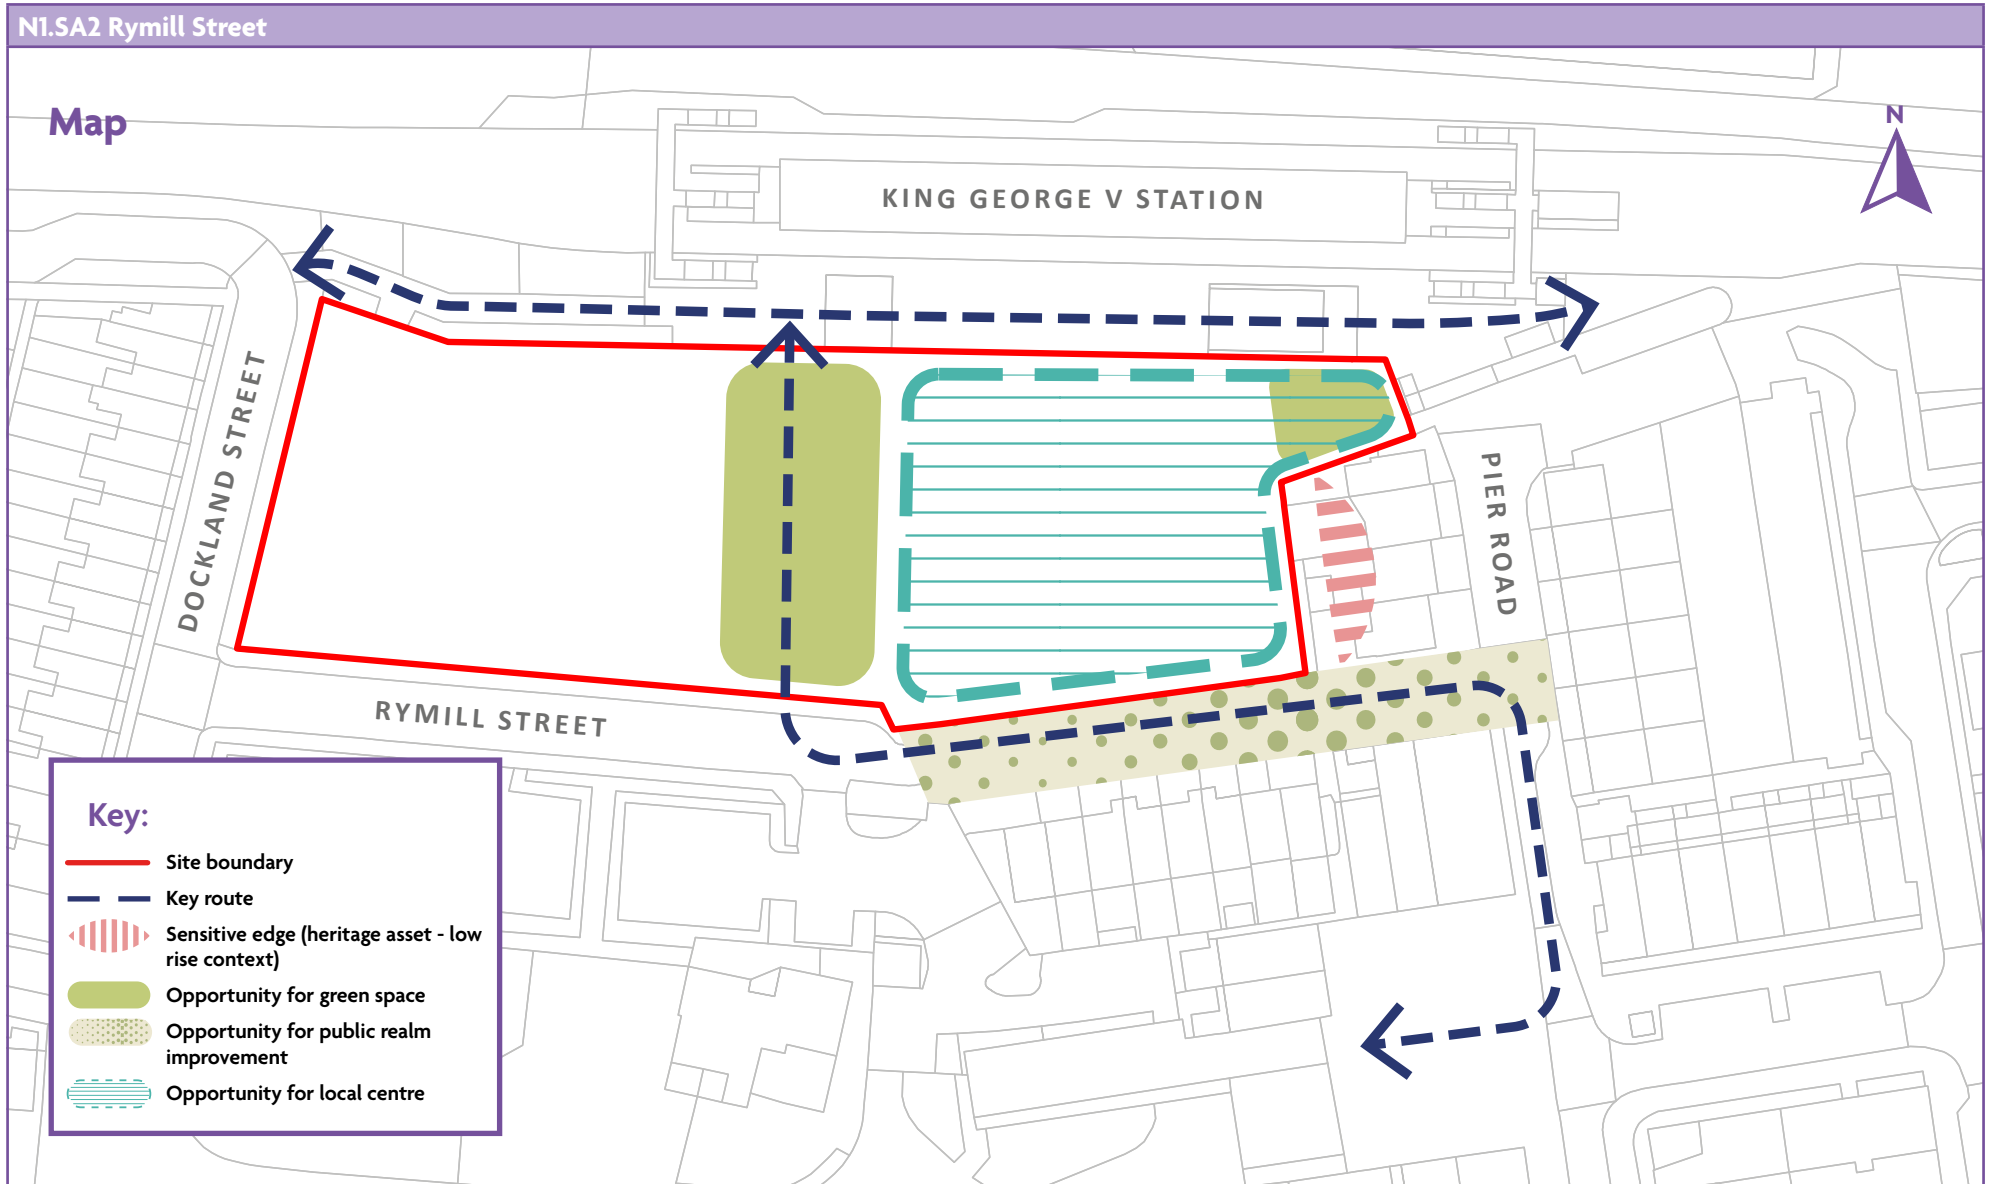 N1.SA2 Rymill Street
Map
N
KING GEORGE V STATION
DOCKLAND STREET
PIER ROAD
RYMILL STREET
Key:
Site boundary
Key route
Sensitive edge (heritage asset - low
rise context)
Opportunity for green space
Opportunity for public realm
improvement
Opportunity for local centre